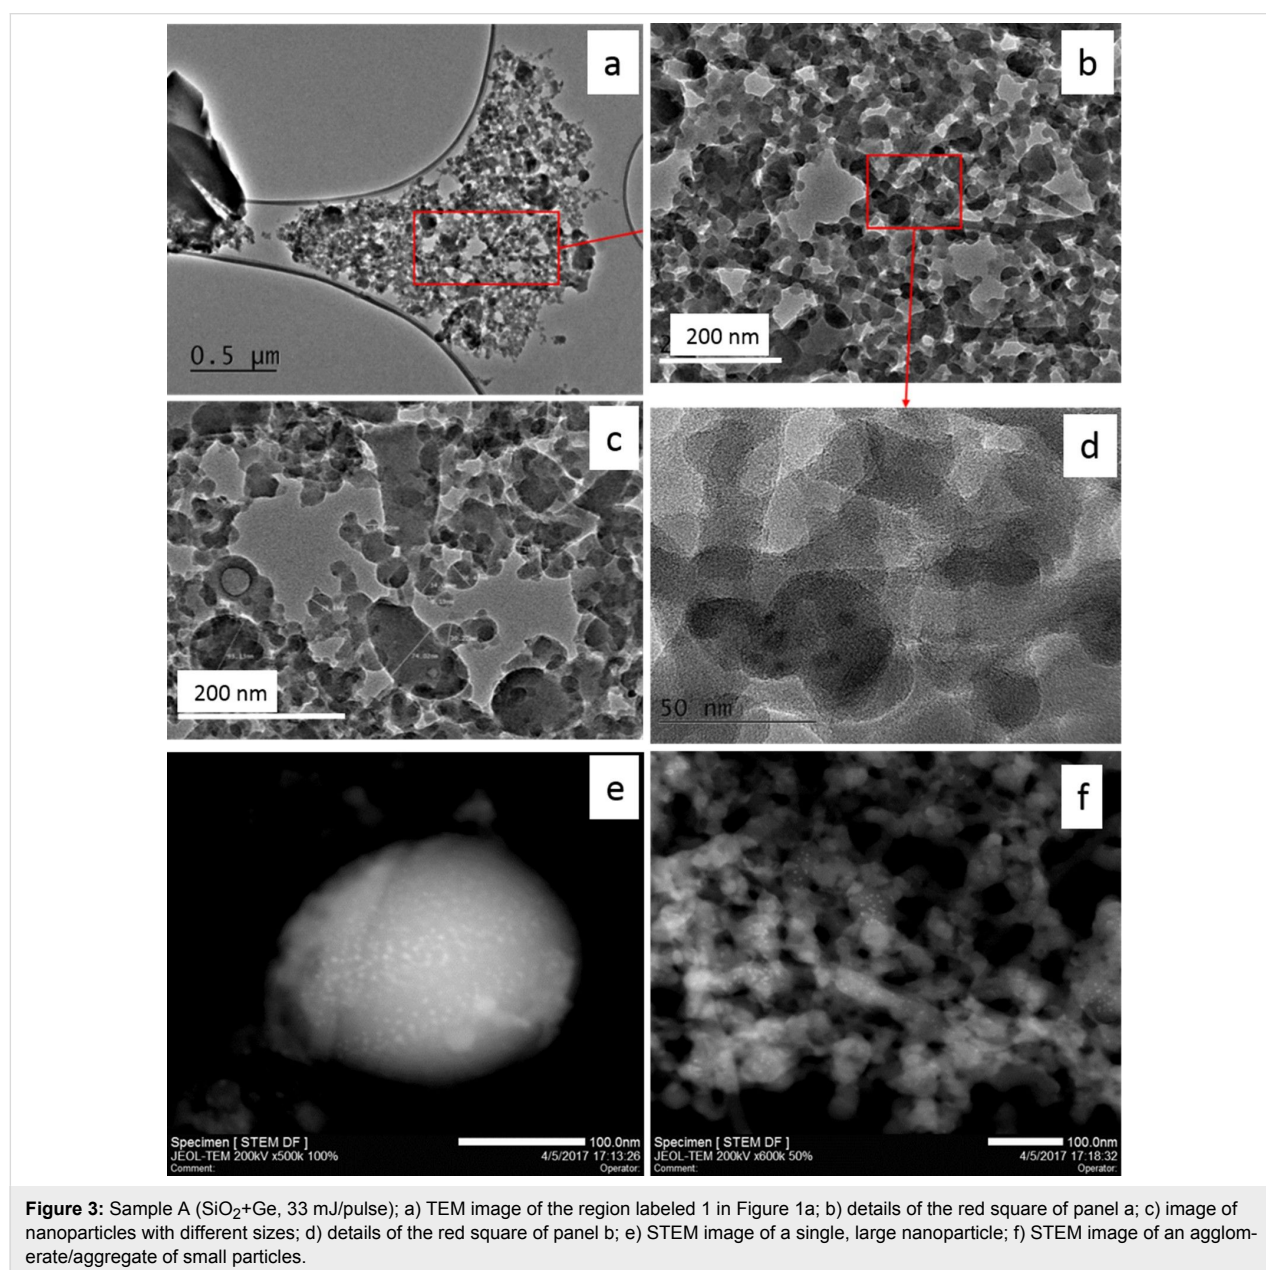 a
b
0.5 µm
200 nm
c
d
200 nm
74.02nm
50 nm
e
f
Specimen [ STEM DF ]
100.0nm
JEOL-TEM 200kV x500k 100%
4/5/2017 17:13:26
Comment:
Operator:
Specimen [ STEM DF ]
100.0nm
JEOL-TEM 200kV x600k 50%
4/5/2017 17:18:32
Comment:
Operator:
Figure 3: Sample A (SiO₂+Ge, 33 mJ/pulse); a) TEM image of the region labeled 1 in Figure 1a; b) details of the red square of panel a; c) image of
nanoparticles with different sizes; d) details of the red square of panel b; e) STEM image of a single, large nanoparticle; f) STEM image of an agglom-
erate/aggregate of small particles.